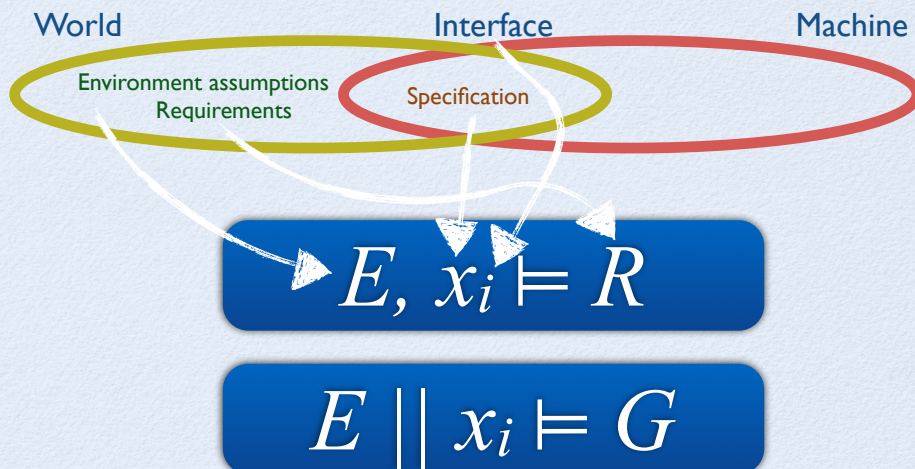 World Interface Machine
Environment assumptions
Requirements
Specification
E, xᵢ ⊨ R
E || xᵢ ⊨ G